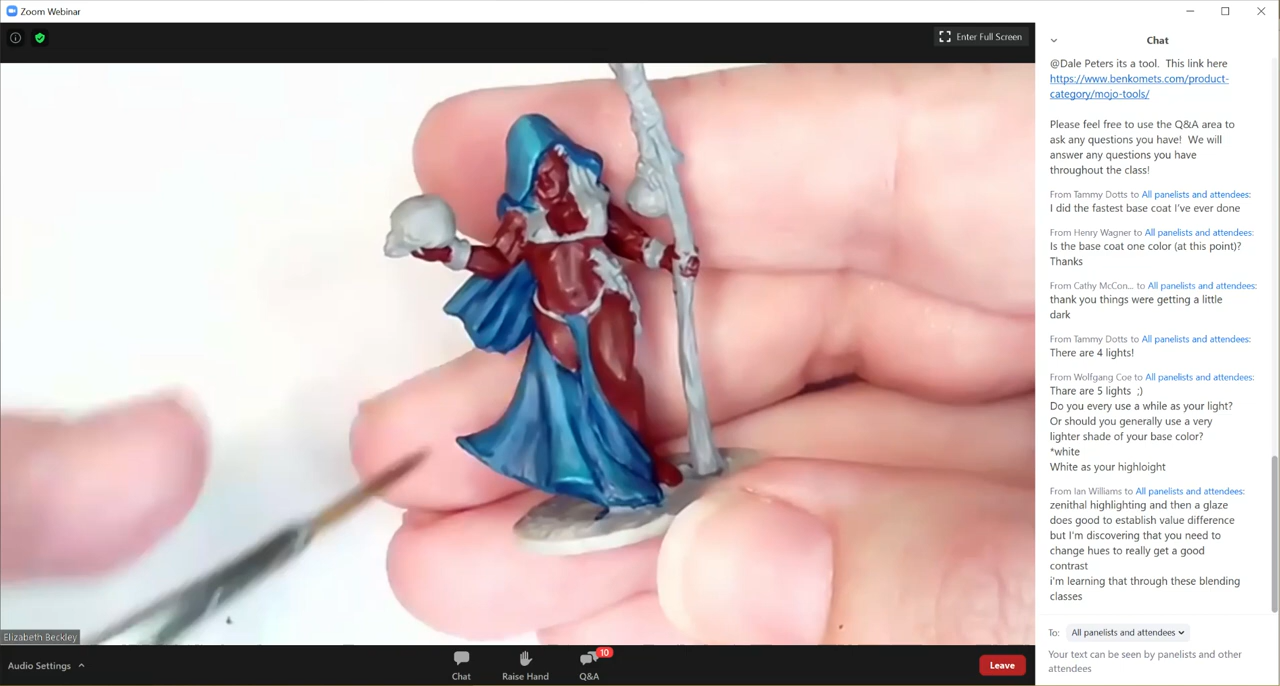 Zoom Webinar
Enter Full Screen
Chat
@Dale Peters its a tool. This link here
https://www.benkomets.com/product-
category/mojo-tools/
Please feel free to use the Q&A area to
ask any questions you have! We will
answer any questions you have
throughout the class!
From Tammy Dotts to All panelists and attendees:
I did the fastest base coat I've ever done
From Henry Wagner to All panelists and attendees:
Is the base coat one color (at this point)?
Thanks
From Cathy McCon... to All panelists and attendees:
thank you things were getting a little
dark
From Tammy Dotts to All panelists and attendees:
There are 4 lights!
From Wolfgang Coe to All panelists and attendees:
Thare are 5 lights ;)
Do you every use a while as your light?
Or should you generally use a very
lighter shade of your base color?
*white
White as your highloight
From Ian Williams to All panelists and attendees:
zenithal highlighting and then a glaze
does good to establish value difference
but I'm discovering that you need to
change hues to really get a good
contrast
i'm learning that through these blending
classes
To: All panelists and attendees
Your text can be seen by panelists and other
attendees
Elizabeth Beckley
Audio Settings
Chat
Raise Hand
10
Q&A
Leave